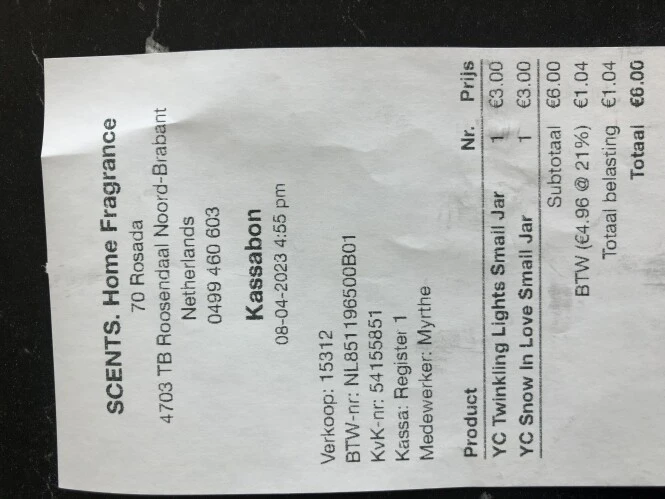 SCENTS. Home Fragrance
70 Rosada
4703 TB Roosendaal Noord-Brabant
Netherlands
0499 460 603
Kassabon
08-04-2023 4:55 pm
Verkoop: 15312
BTW-nr: NL851196500B01
KvK-nr: 54155851
Kassa: Register 1
Medewerker: Myrthe
Product Nr. Prijs
YC Twinkling Lights Small Jar 1 €3.00
YC Snow In Love Small Jar 1 €3.00
Subtotaal €6.00
BTW (€4.96 @ 21%) €1.04
Totaal belasting €1.04
Totaal €6.00